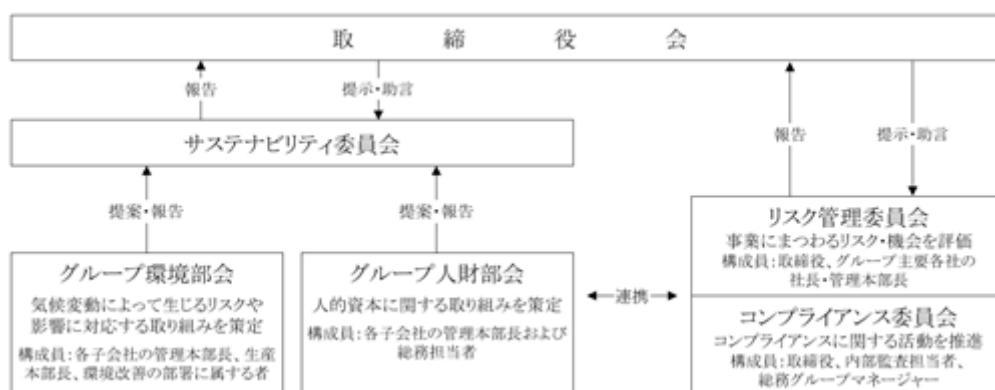 取締役会
報告
提示・助言
報告
提示・助言
サステナビリティ委員会
提案・報告
提案・報告
グループ環境部会
気候変動によって生じるリスクや
影響に対応する取り組みを策定
構成員：各子会社の管理本部長、生産
本部長、環境改善の部署に属する者
グループ人財部会
人的資本に関する取り組みを策定
構成員：各子会社の管理本部長および
総務担当者
連携
リスク管理委員会
事業にまつわるリスク・機会を評価
構成員：取締役、グループ主要各社の
社長・管理本部長
コンプライアンス委員会
コンプライアンスに関する活動を推進
構成員：取締役、内部監査担当者、
総務グループマネージャー